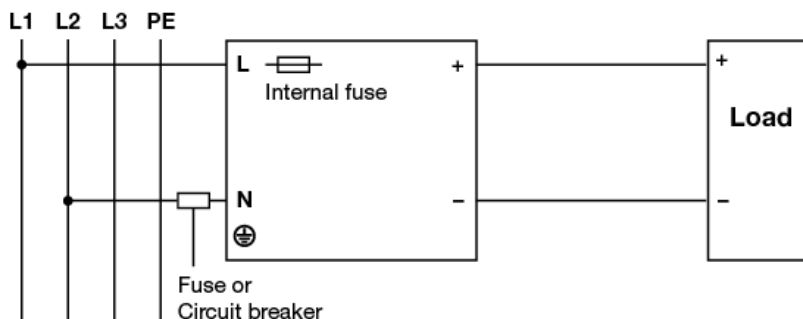 L1 L2 L3 PE
L
+
+
Internal fuse
Load
N
−
−
Fuse or
Circuit breaker